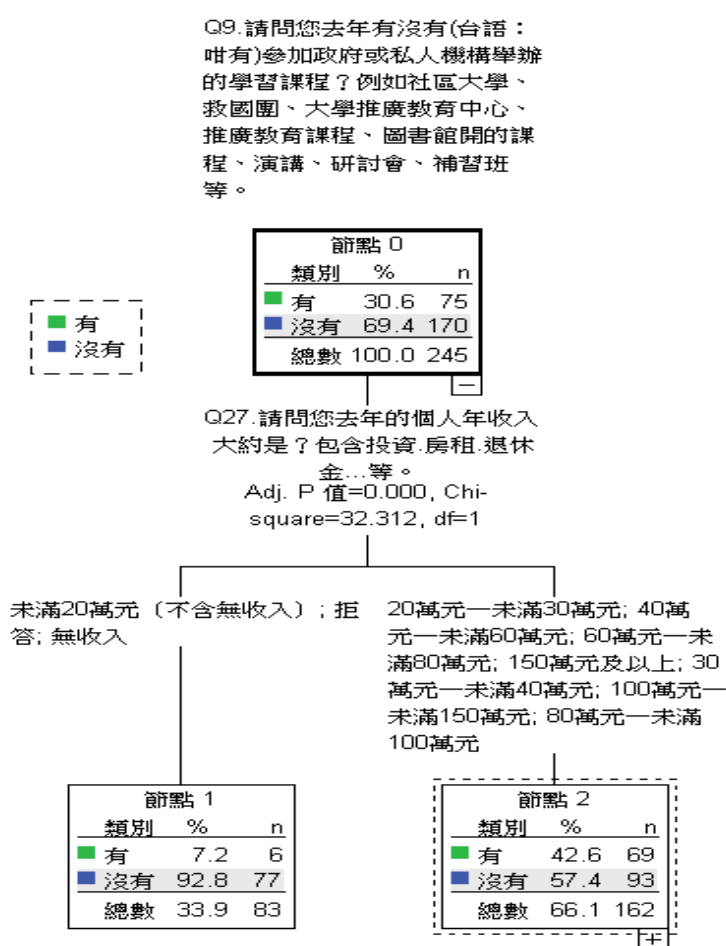 Q9.請問您去年有沒有(台語：
咁有)參加政府或私人機構舉辦
的學習課程？例如社區大學、
救國團、大學推廣教育中心、
推廣教育課程、圖書館開的課
程、演講、研討會、補習班
等。
節點 0
類別 % n
有 30.6 75
沒有 69.4 170
總數 100.0 245
有
沒有
Q27.請問您去年的個人年收入
大約是？包含投資.房租.退休
金...等。
Adj. P 值=0.000, Chi-
square=32.312, df=1
未滿20萬元（不含無收入）; 拒
答; 無收入
20萬元—未滿30萬元; 40萬
元—未滿60萬元; 60萬元—未
滿80萬元; 150萬元及以上; 30
萬元—未滿40萬元; 100萬元—
未滿150萬元; 80萬元—未滿
100萬元
節點 1
類別 % n
有 7.2 6
沒有 92.8 77
總數 33.9 83
節點 2
類別 % n
有 42.6 69
沒有 57.4 93
總數 66.1 162